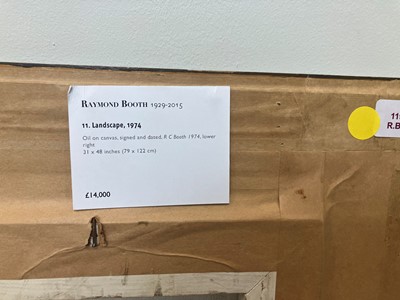 RAYMOND BOOTH 1929-2015
11. Landscape, 1974
Oil on canvas, signed and dated, R C Booth 1974, lower
right
31 x 48 inches (79 x 122 cm)
£14,000
R.B